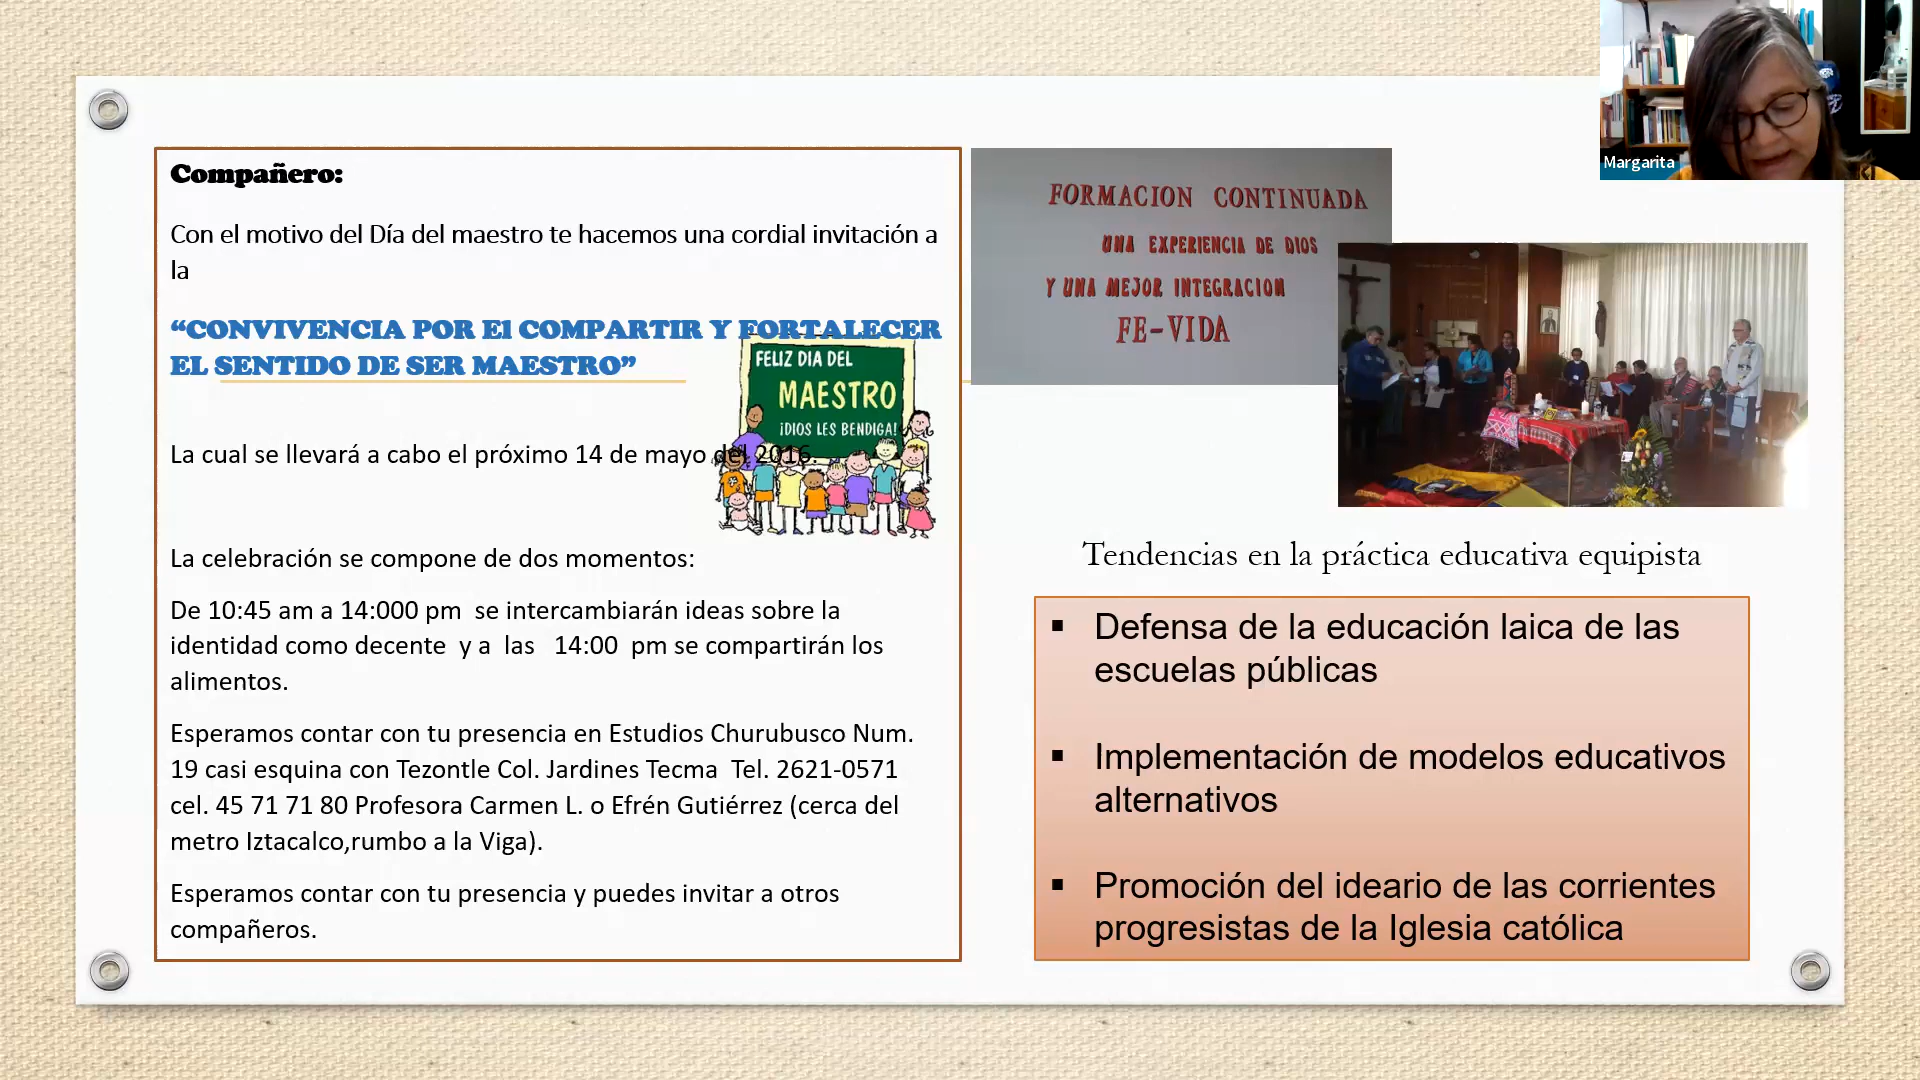 Compañero:
Con el motivo del Día del maestro te hacemos una cordial invitación a
la
“CONVIVENCIA POR El COMPARTIR Y FORTALECER
EL SENTIDO DE SER MAESTRO”
FELIZ DIA DEL
MAESTRO
¡DIOS LES BENDIGA!
La cual se llevará a cabo el próximo 14 de mayo del 2016.
La celebración se compone de dos momentos:
De 10:45 am a 14:000 pm se intercambiarán ideas sobre la
identidad como decente y a las 14:00 pm se compartirán los
alimentos.
Esperamos contar con tu presencia en Estudios Churubusco Num.
19 casi esquina con Tezontle Col. Jardines Tecma Tel. 2621-0571
cel. 45 71 71 80 Profesora Carmen L. o Efrén Gutiérrez (cerca del
metro Iztacalco,rumbo a la Viga).
Esperamos contar con tu presencia y puedes invitar a otros
compañeros.
FORMACION CONTINUADA
UNA EXPERIENCIA DE DIOS
Y UNA MEJOR INTEGRACION
FE-VIDA
Margarita
Tendencias en la práctica educativa equipista
▪ Defensa de la educación laica de las
escuelas públicas
▪ Implementación de modelos educativos
alternativos
▪ Promoción del ideario de las corrientes
progresistas de la Iglesia católica